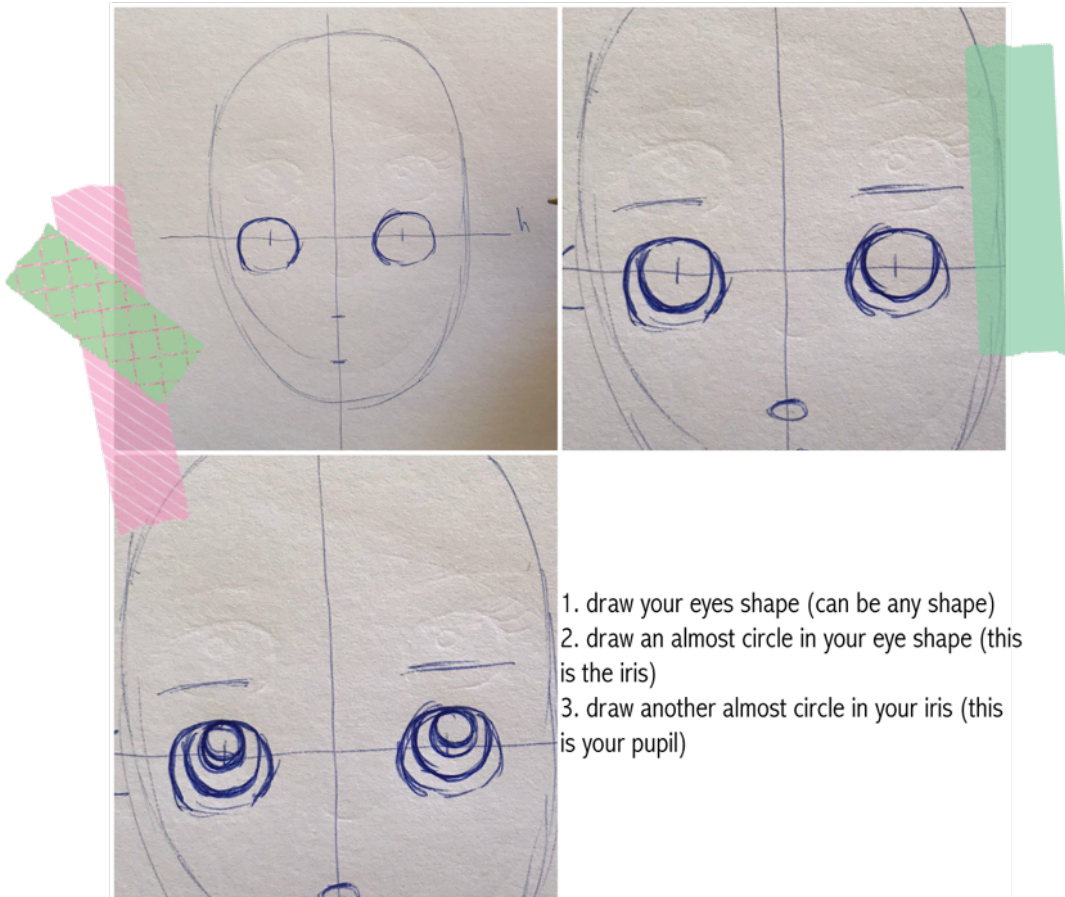 h
1. draw your eyes shape (can be any shape)
2. draw an almost circle in your eye shape (this
is the iris)
3. draw another almost circle in your iris (this
is your pupil)